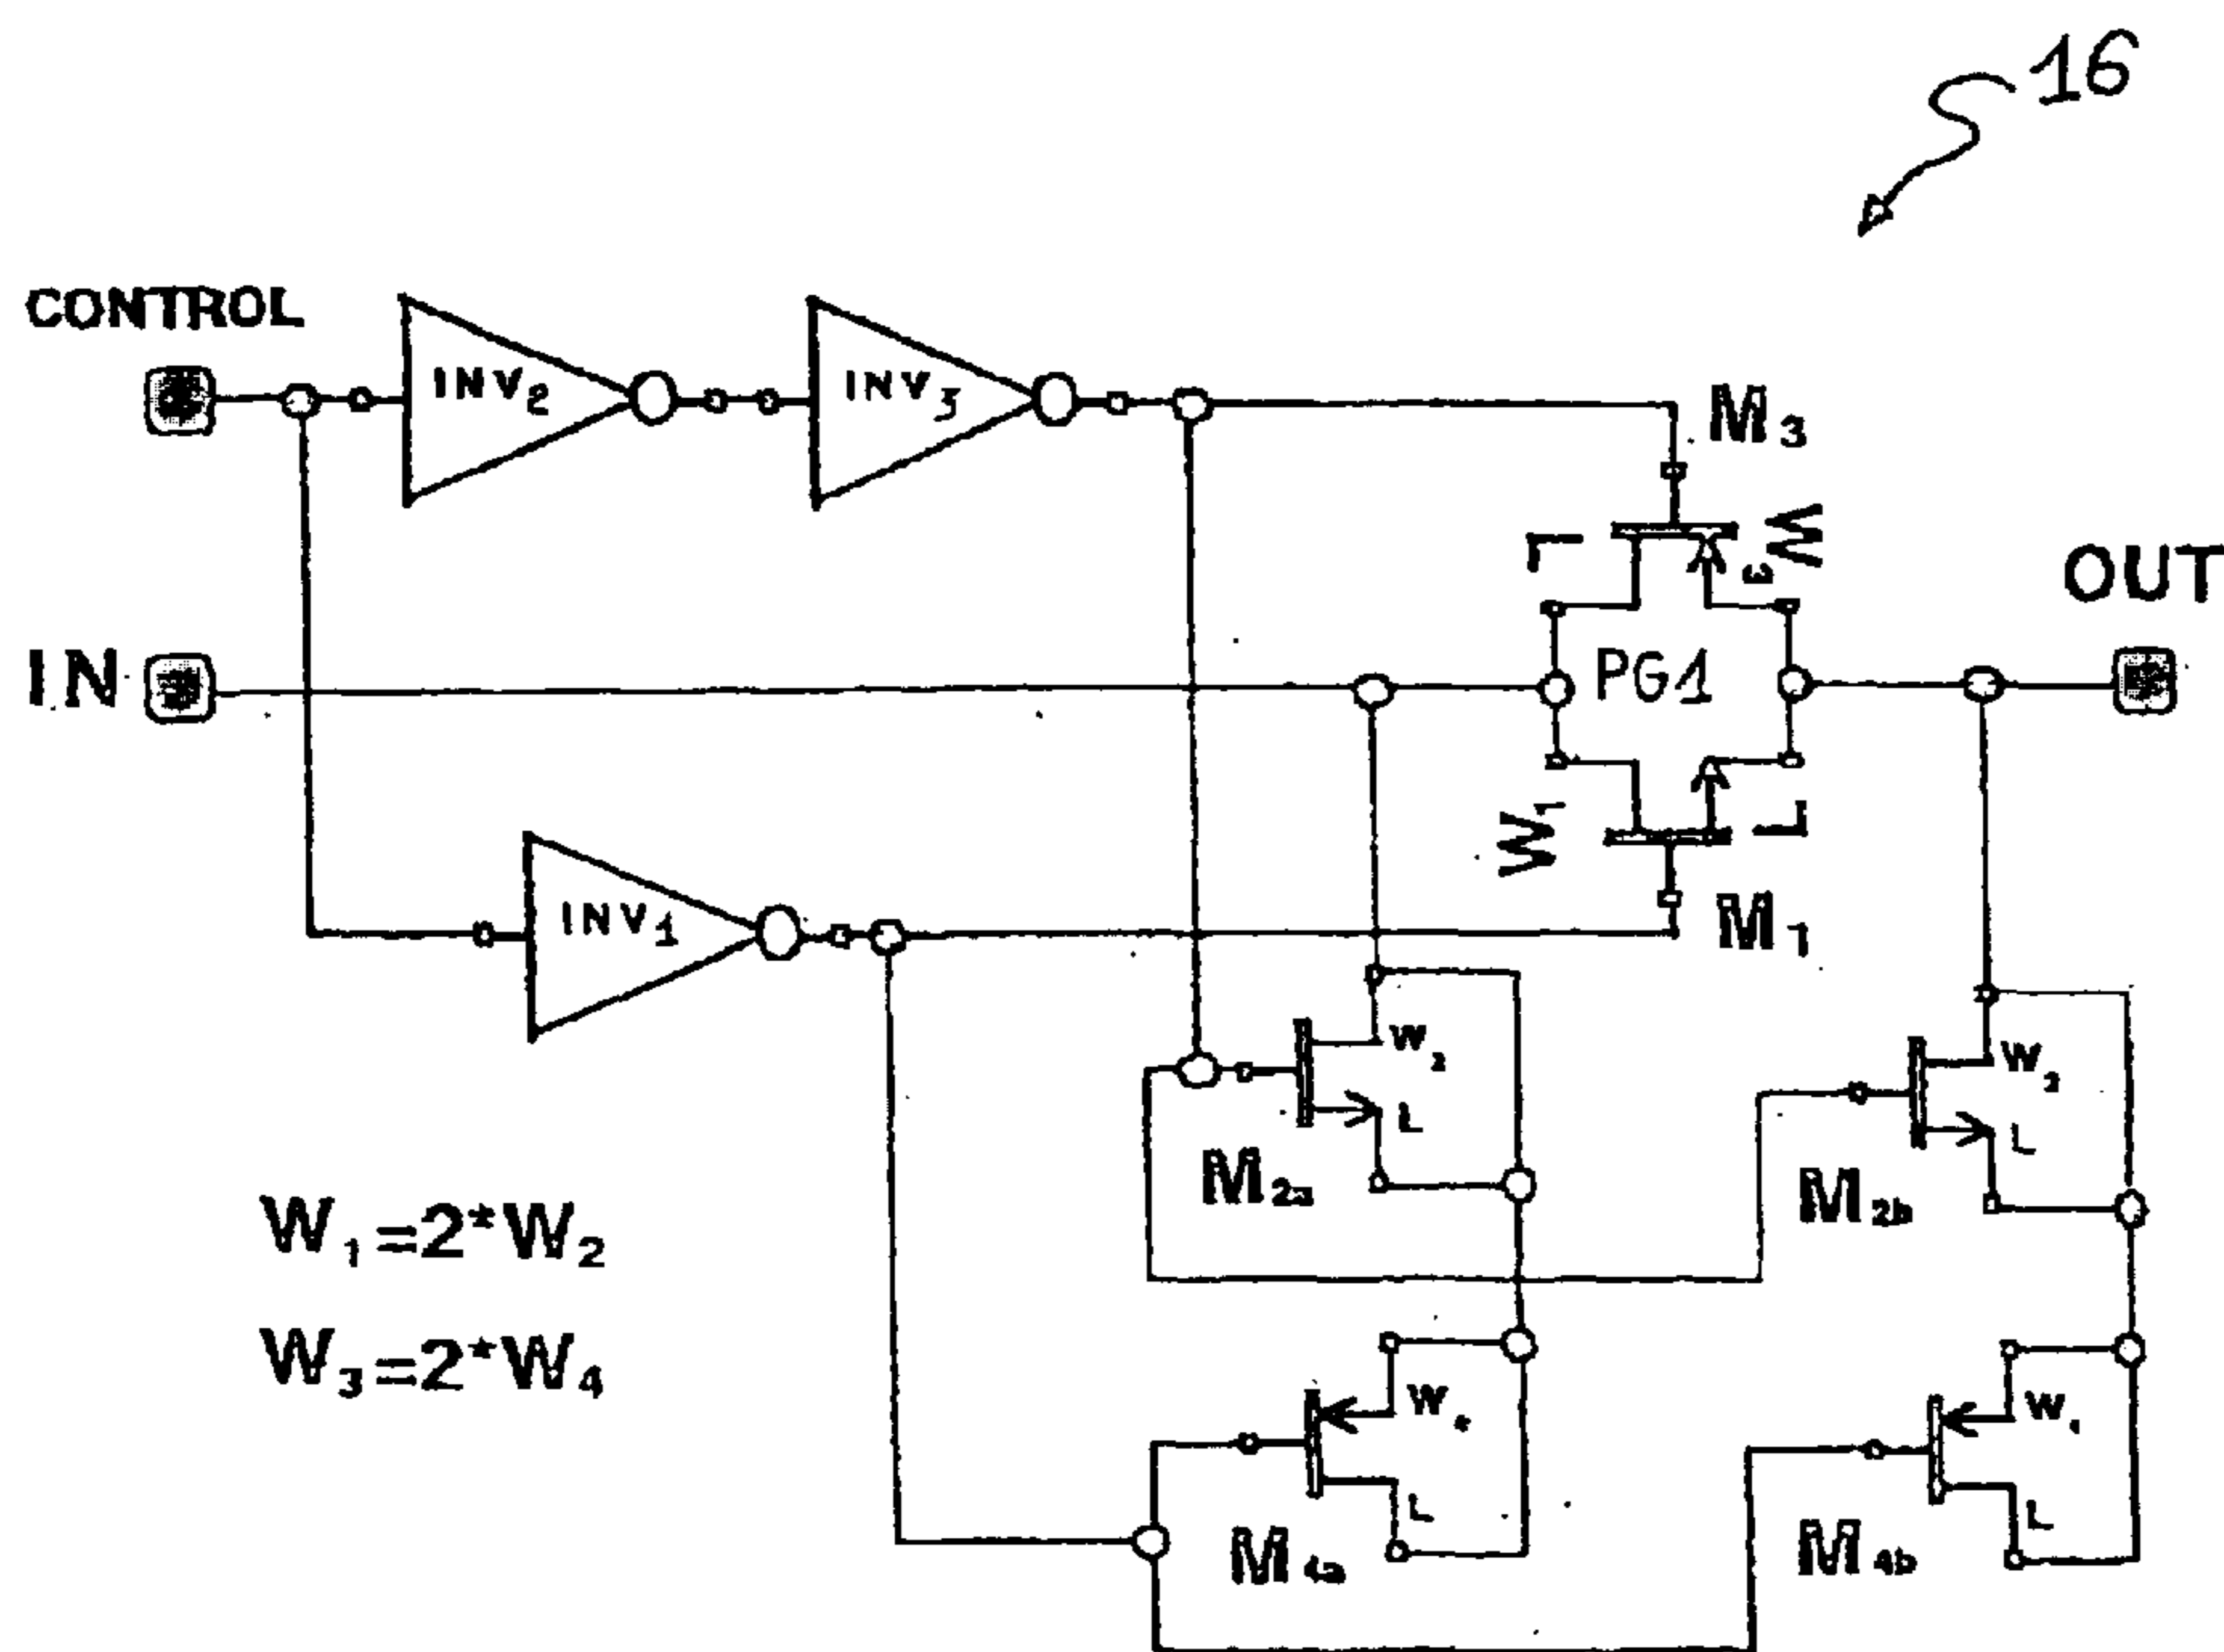 16
CONTROL
INV2
INV3
M3
L
W3
OUT
IN
PG1
W1
L
M1
INV1
W2
L
M2a
W2
L
M2b
W1=2*W2
W3=2*W4
W4
L
M4a
W4
L
M4b